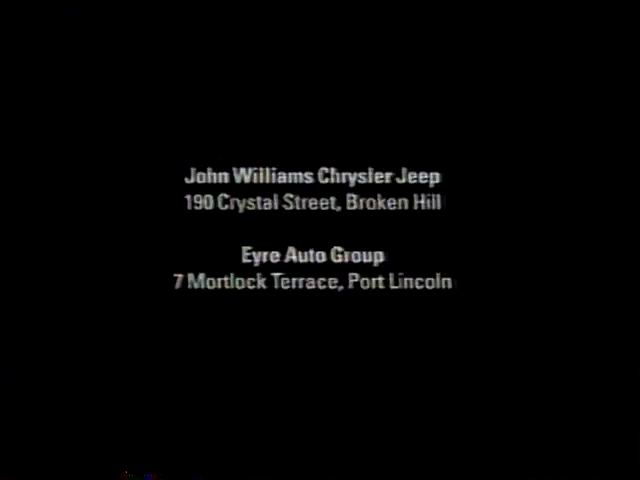 John Williams Chrysler Jeep
190 Crystal Street, Broken Hill
Eyre Auto Group
7 Mortlock Terrace, Port Lincoln